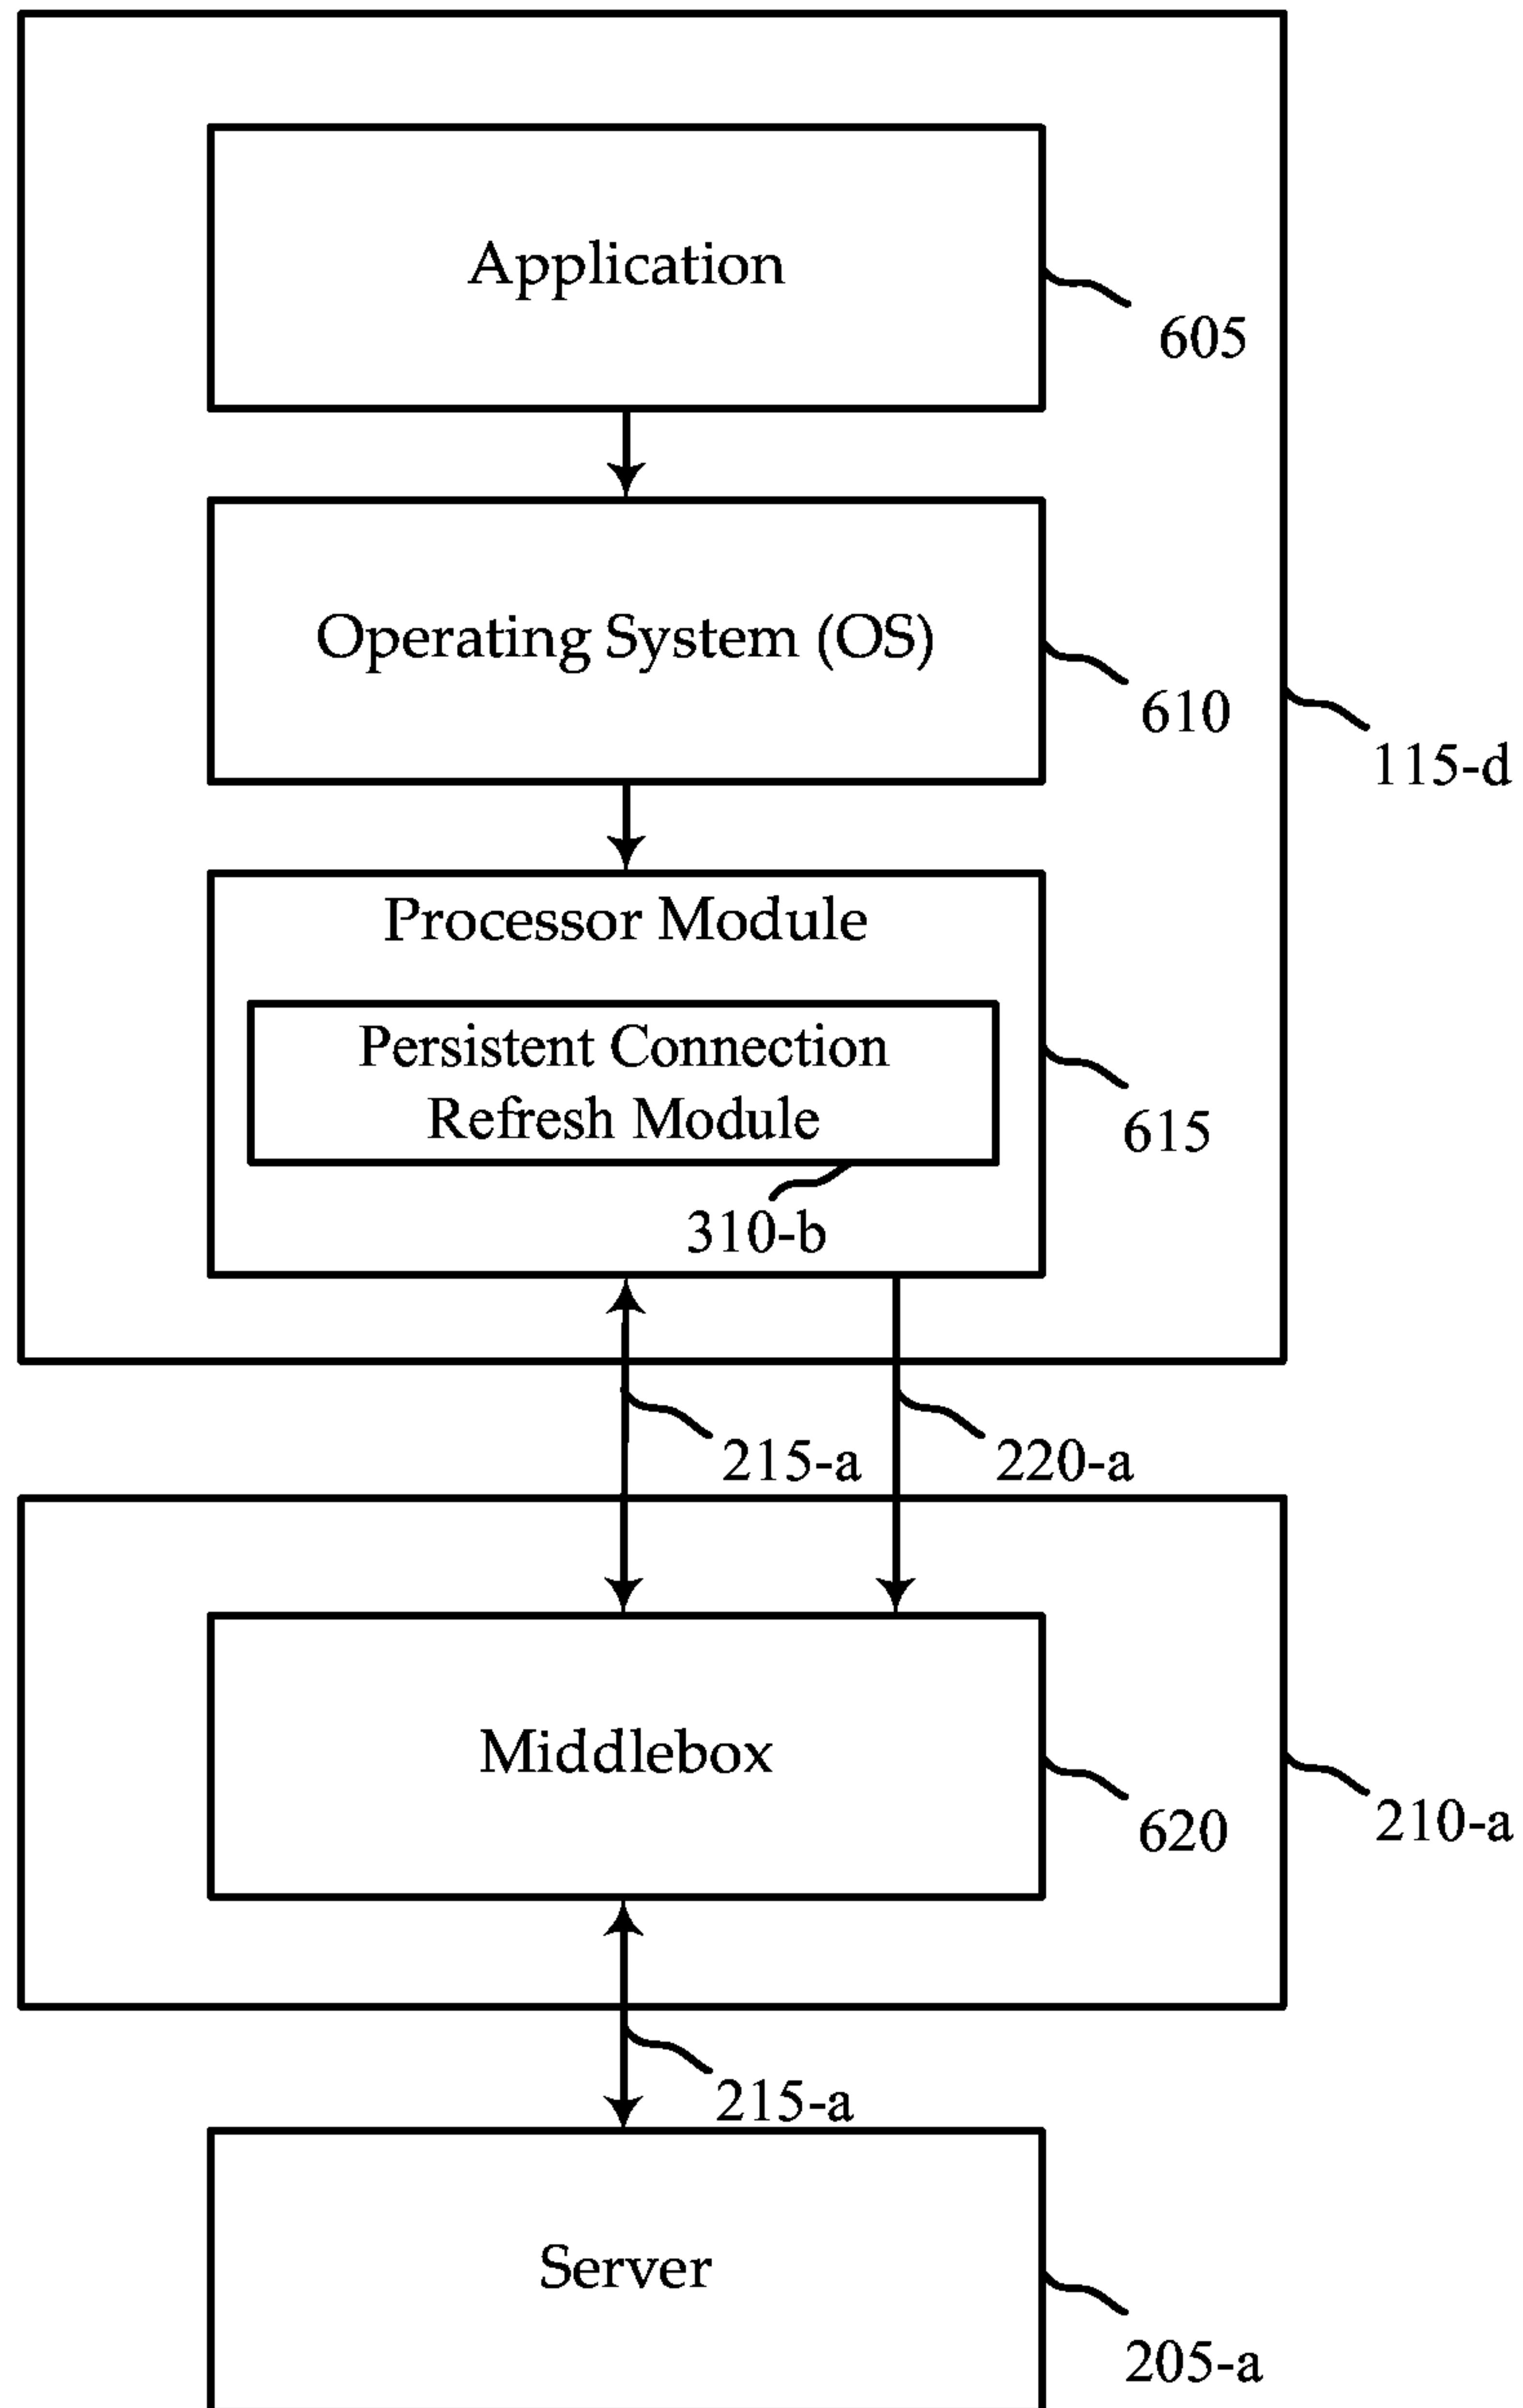 Application
605
Operating System (OS)
610
115-d
Processor Module
Persistent Connection
Refresh Module
615
310-b
215-a
220-a
Middlebox
620
210-a
215-a
Server
205-a